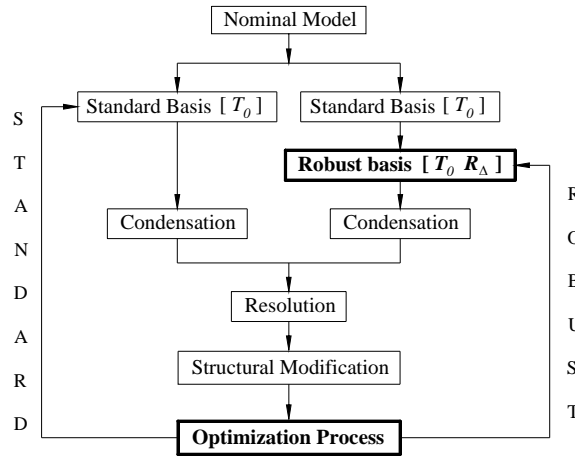 Nominal Model
Standard Basis [ T0 ]
Standard Basis [ T0 ]
Robust basis [ T0 RΔ ]
Condensation
Condensation
Resolution
Structural Modification
Optimization Process
S T A N D A R D
R O B U S T